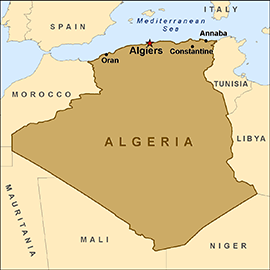 ITALY
SPAIN
Mediterranean
Sea
Annaba
Algiers
Constantine
Oran
TUNISIA
MOROCCO
ALGERIA
LIBYA
MAURITANIA
MALI
NIGER